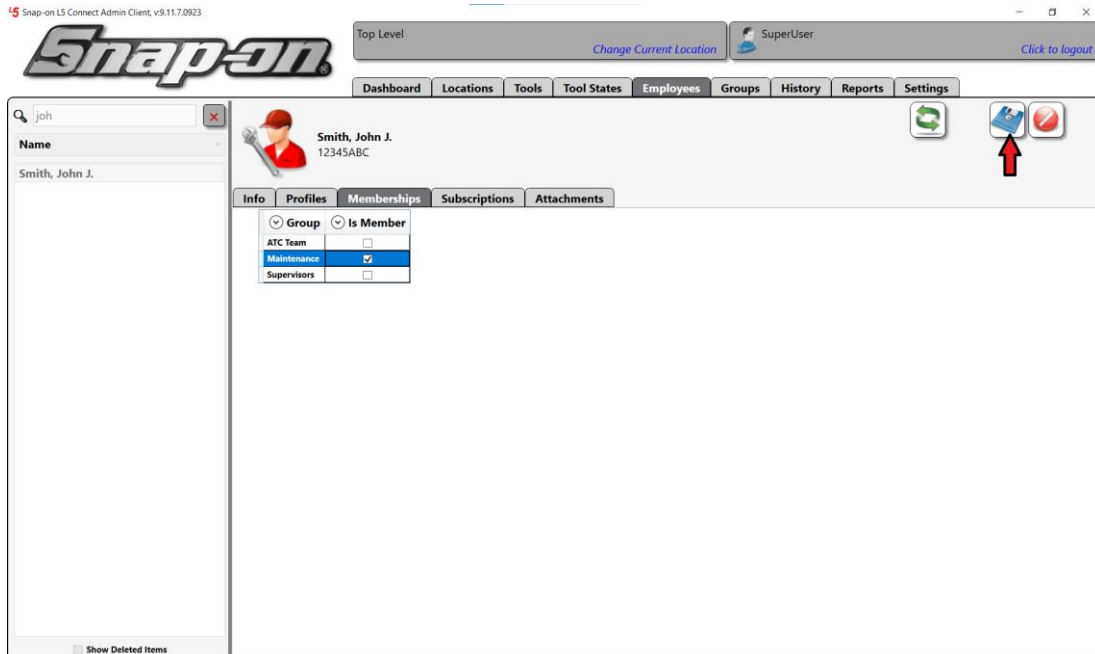 L5 Snap-on L5 Connect Admin Client, v:9.11.7.0923
Snap-on®
Top Level
Change Current Location
SuperUser
Click to logout
Dashboard Locations Tools Tool States Employees Groups History Reports Settings
joh
Name
Smith, John J.
Smith, John J.
12345ABC
Info Profiles Memberships Subscriptions Attachments
Group Is Member
ATC Team
Maintenance
Supervisors
Show Deleted Items